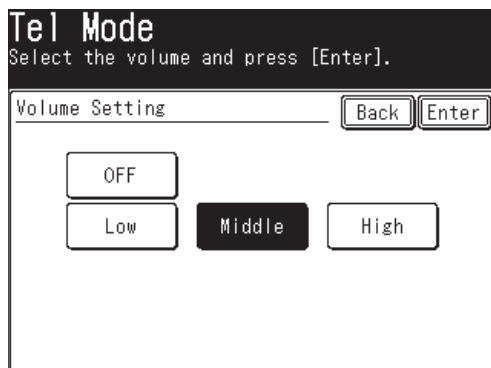 Tel Mode
Select the volume and press [Enter].
Volume Setting Back Enter
OFF
Low Middle High